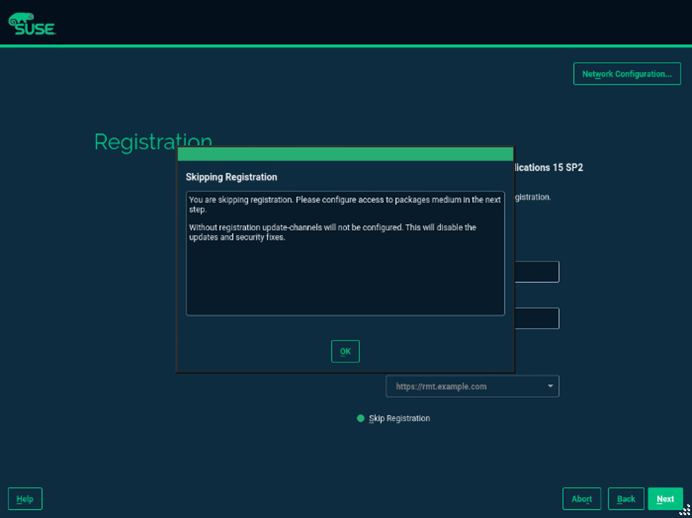 SUSE
Network Configuration...
Registration
lications 15 SP2
Skipping Registration
You are skipping registration. Please configure access to packages medium in the next
step.
gistration.
Without registration update-channels will not be configured. This will disable the
updates and security fixes.
OK
https://rmt.example.com
Skip Registration
Help
Abort
Back
Next